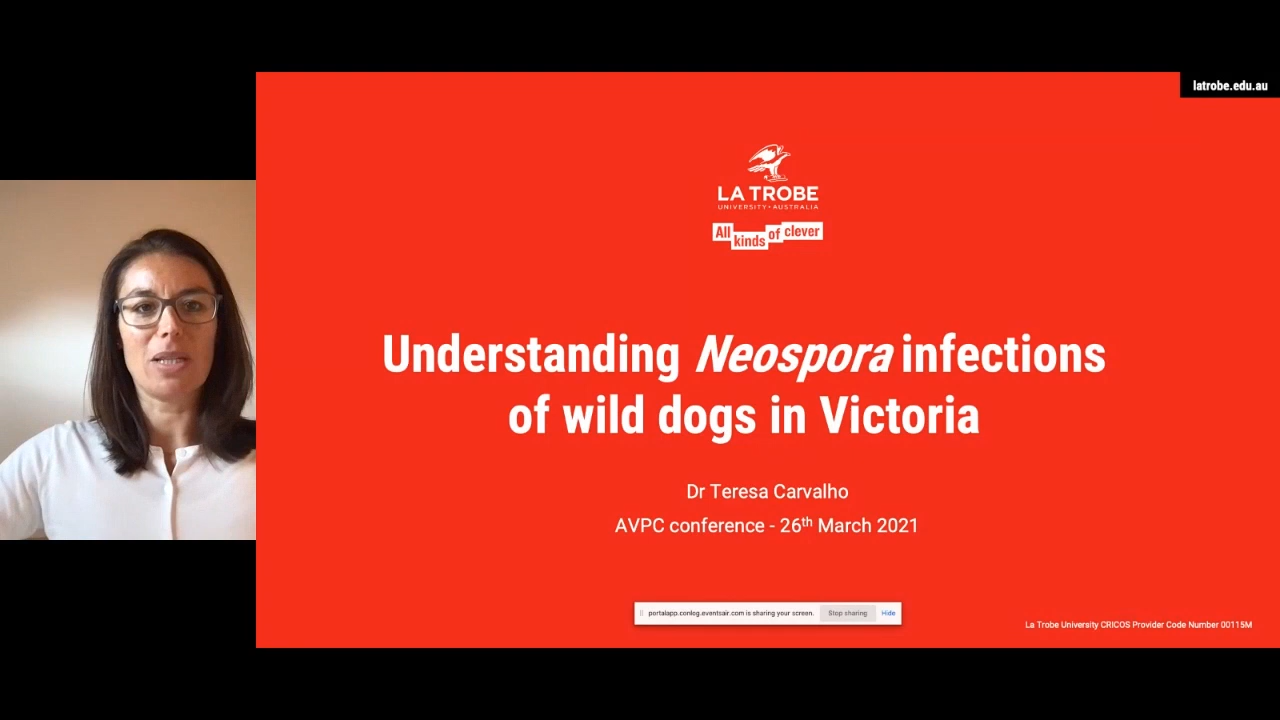 latrobe.edu.au
LA TROBE
UNIVERSITY • AUSTRALIA
All kinds of clever
Understanding Neospora infections
of wild dogs in Victoria
Dr Teresa Carvalho
AVPC conference - 26th March 2021
portalapp.conlog.eventsair.com is sharing your screen. Stop sharing Hide
La Trobe University CRICOS Provider Code Number 00115M